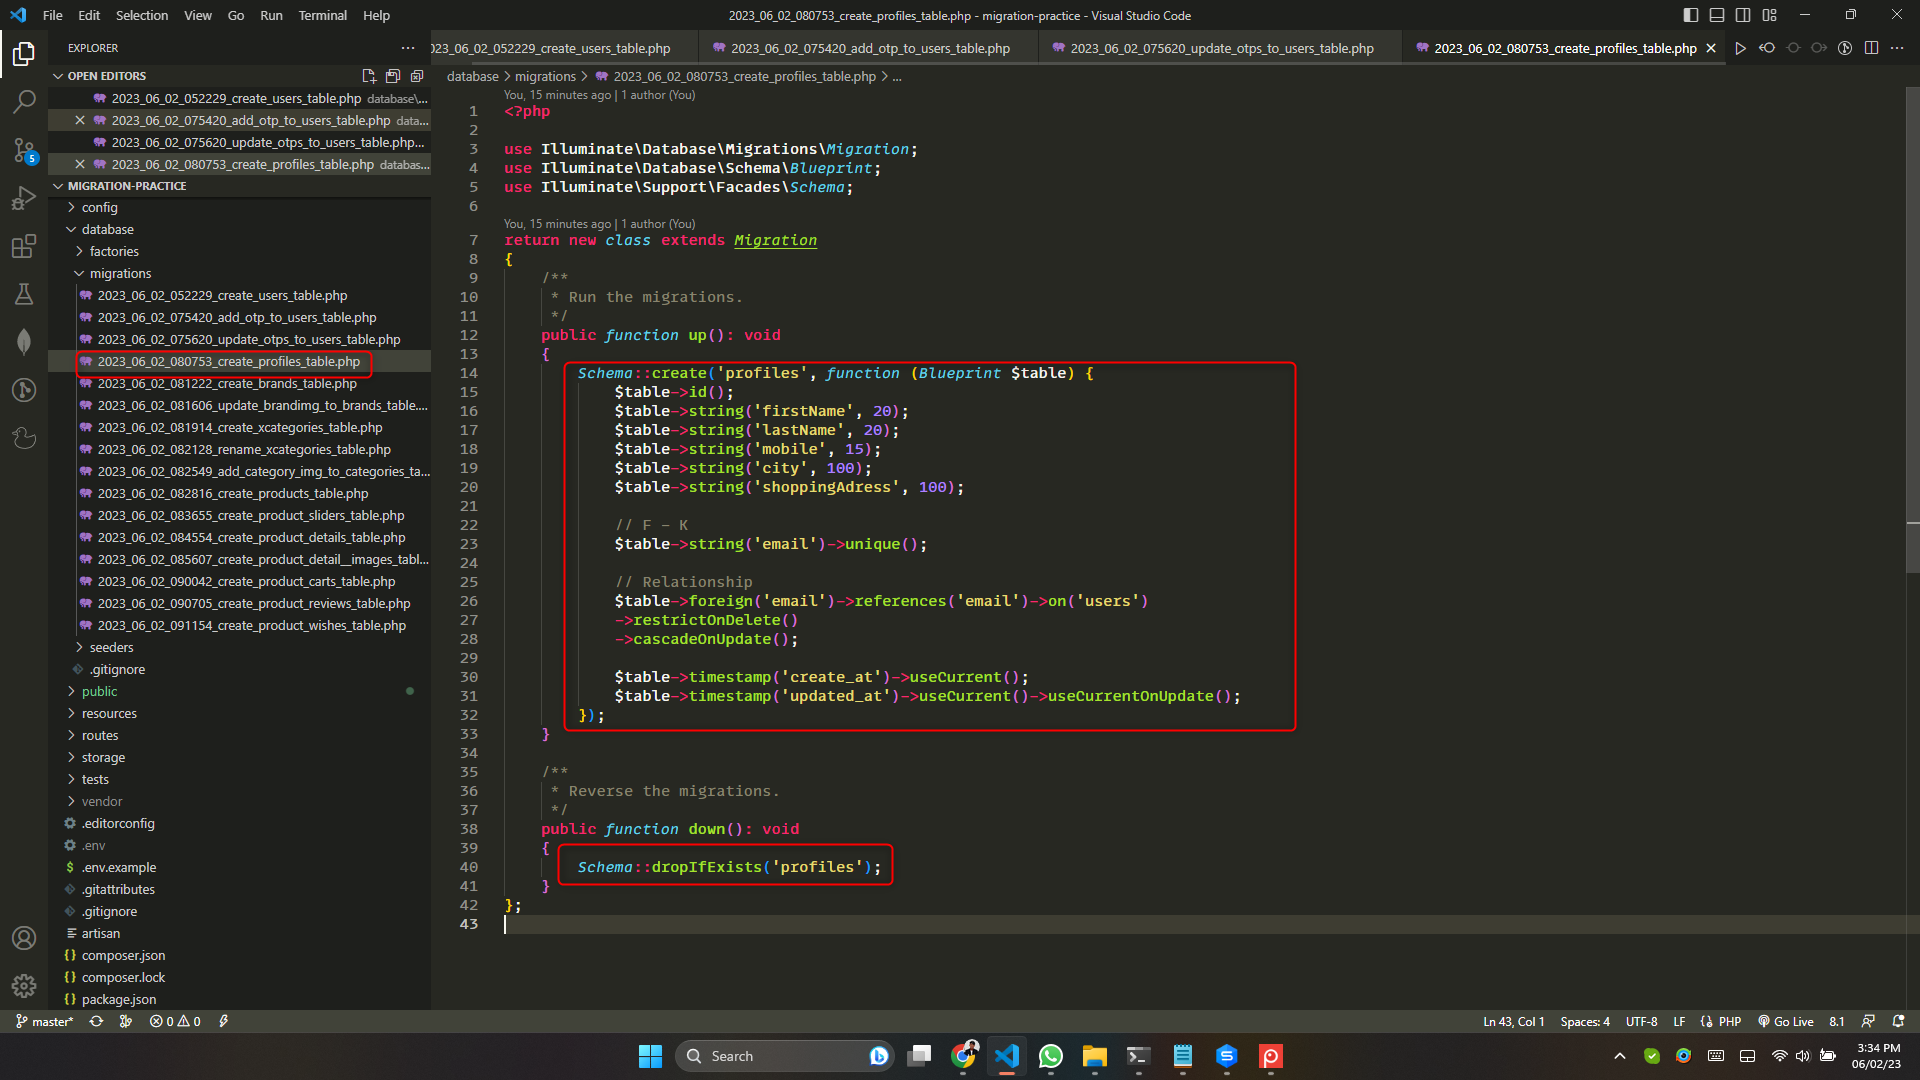 File Edit Selection View Go Run Terminal Help
2023_06_02_080753_create_profiles_table.php - migration-practice - Visual Studio Code
EXPLORER
023_06_02_052229_create_users_table.php
2023_06_02_075420_add_otp_to_users_table.php
2023_06_02_075620_update_otps_to_users_table.php
2023_06_02_080753_create_profiles_table.php
OPEN EDITORS
2023_06_02_052229_create_users_table.php database\...
2023_06_02_075420_add_otp_to_users_table.php data...
2023_06_02_075620_update_otps_to_users_table.php...
2023_06_02_080753_create_profiles_table.php databas...
MIGRATION-PRACTICE
config
database
factories
migrations
2023_06_02_052229_create_users_table.php
2023_06_02_075420_add_otp_to_users_table.php
2023_06_02_075620_update_otps_to_users_table.php
2023_06_02_080753_create_profiles_table.php
2023_06_02_081222_create_brands_table.php
2023_06_02_081606_update_brandimg_to_brands_table....
2023_06_02_081914_create_xcategories_table.php
2023_06_02_082128_rename_xcategories_table.php
2023_06_02_082549_add_category_img_to_categories_ta...
2023_06_02_082816_create_products_table.php
2023_06_02_083655_create_product_sliders_table.php
2023_06_02_084554_create_product_details_table.php
2023_06_02_085607_create_product_detail__images_tabl...
2023_06_02_090042_create_product_carts_table.php
2023_06_02_090705_create_product_reviews_table.php
2023_06_02_091154_create_product_wishes_table.php
seeders
.gitignore
public
resources
routes
storage
tests
vendor
.editorconfig
.env
.env.example
.gitattributes
.gitignore
artisan
composer.json
composer.lock
package.json
database > migrations > 2023_06_02_080753_create_profiles_table.php > ...
You, 15 minutes ago | 1 author (You)
1 <?php
2
3 use Illuminate\Database\Migrations\Migration;
4 use Illuminate\Database\Schema\Blueprint;
5 use Illuminate\Support\Facades\Schema;
6
You, 15 minutes ago | 1 author (You)
7 return new class extends Migration
8 {
9 /**
10 * Run the migrations.
11 */
12 public function up(): void
13 {
14 Schema::create('profiles', function (Blueprint $table) {
15 $table->id();
16 $table->string('firstName', 20);
17 $table->string('lastName', 20);
18 $table->string('mobile', 15);
19 $table->string('city', 100);
20 $table->string('shoppingAdress', 100);
21
22 // F - K
23 $table->string('email')->unique();
24
25 // Relationship
26 $table->foreign('email')->references('email')->on('users')
27 ->restrictOnDelete()
28 ->cascadeOnUpdate();
29
30 $table->timestamp('create_at')->useCurrent();
31 $table->timestamp('updated_at')->useCurrent()->useCurrentOnUpdate();
32 });
33 }
34
35 /**
36 * Reverse the migrations.
37 */
38 public function down(): void
39 {
40 Schema::dropIfExists('profiles');
41 }
42 };
43
5
master* 0 0
Ln 43, Col 1 Spaces: 4 UTF-8 LF PHP Go Live 8.1
Search
3:34 PM
06/02/23